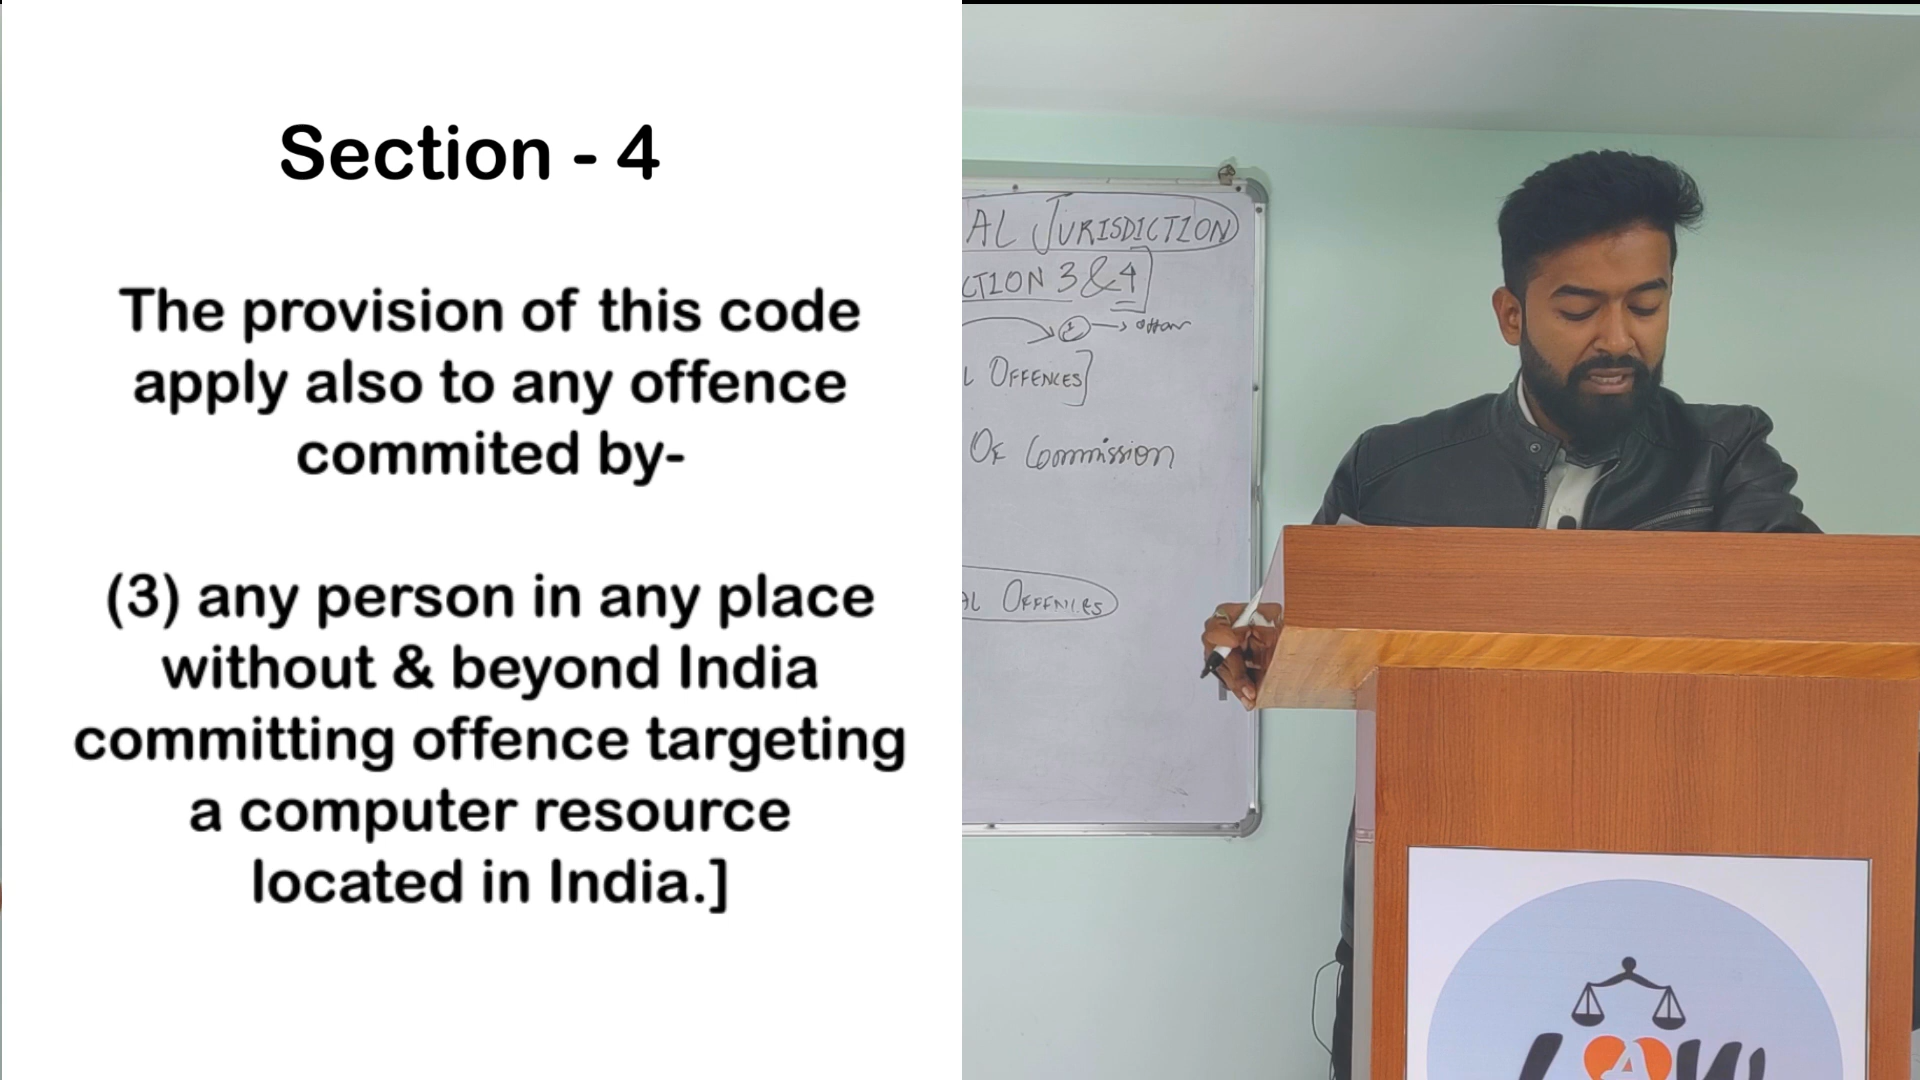 Section - 4
The provision of this code
apply also to any offence
commited by-
(3) any person in any place
without & beyond India
committing offence targeting
a computer resource
located in India.]
AL JURISDICTION
CTION 3 & 4
L OFFENCES]
OF Commission
AL OFFENCES
LAW